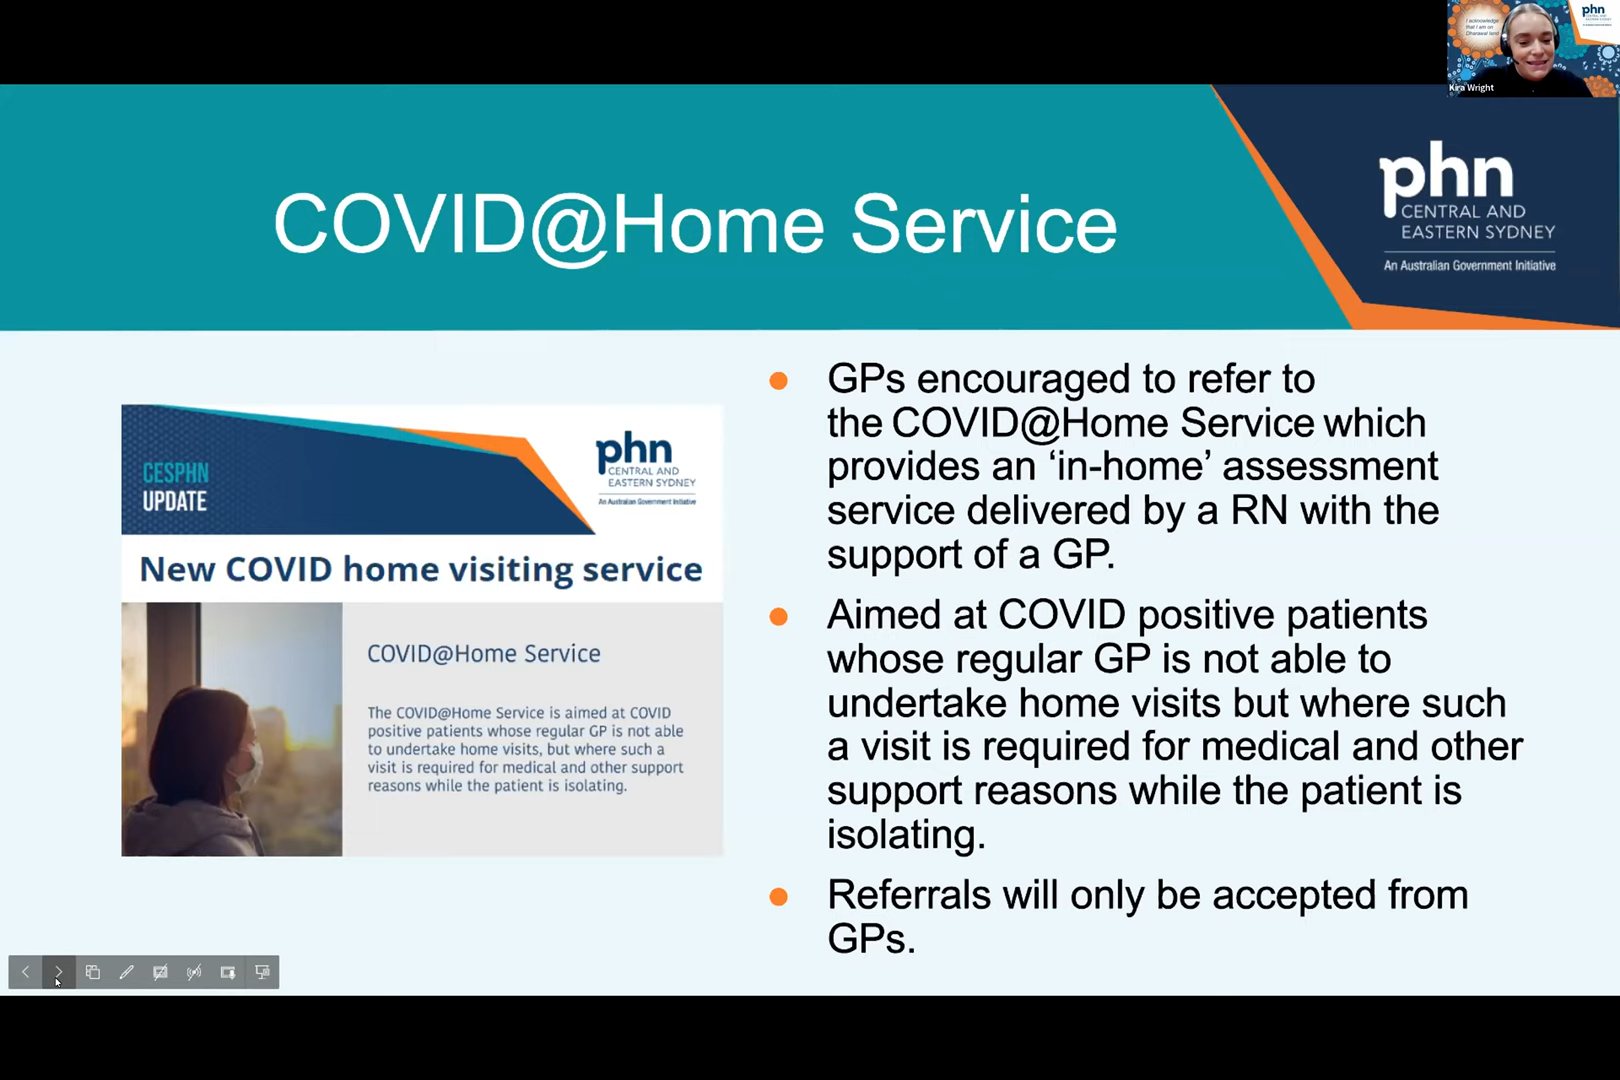 I acknowledge
that I am on
Dharawal land
phn
Kira Wright
COVID@Home Service
phn
CENTRAL AND
EASTERN SYDNEY
An Australian Government Initiative
CESPHN
UPDATE
phn
CENTRAL AND
EASTERN SYDNEY
An Australian Government Initiative
New COVID home visiting service
COVID@Home Service
The COVID@Home Service is aimed at COVID
positive patients whose regular GP is not able
to undertake home visits, but where such a
visit is required for medical and other support
reasons while the patient is isolating.
GPs encouraged to refer to
the COVID@Home Service which
provides an ‘in-home’ assessment
service delivered by a RN with the
support of a GP.
Aimed at COVID positive patients
whose regular GP is not able to
undertake home visits but where such
a visit is required for medical and other
support reasons while the patient is
isolating.
Referrals will only be accepted from
GPs.